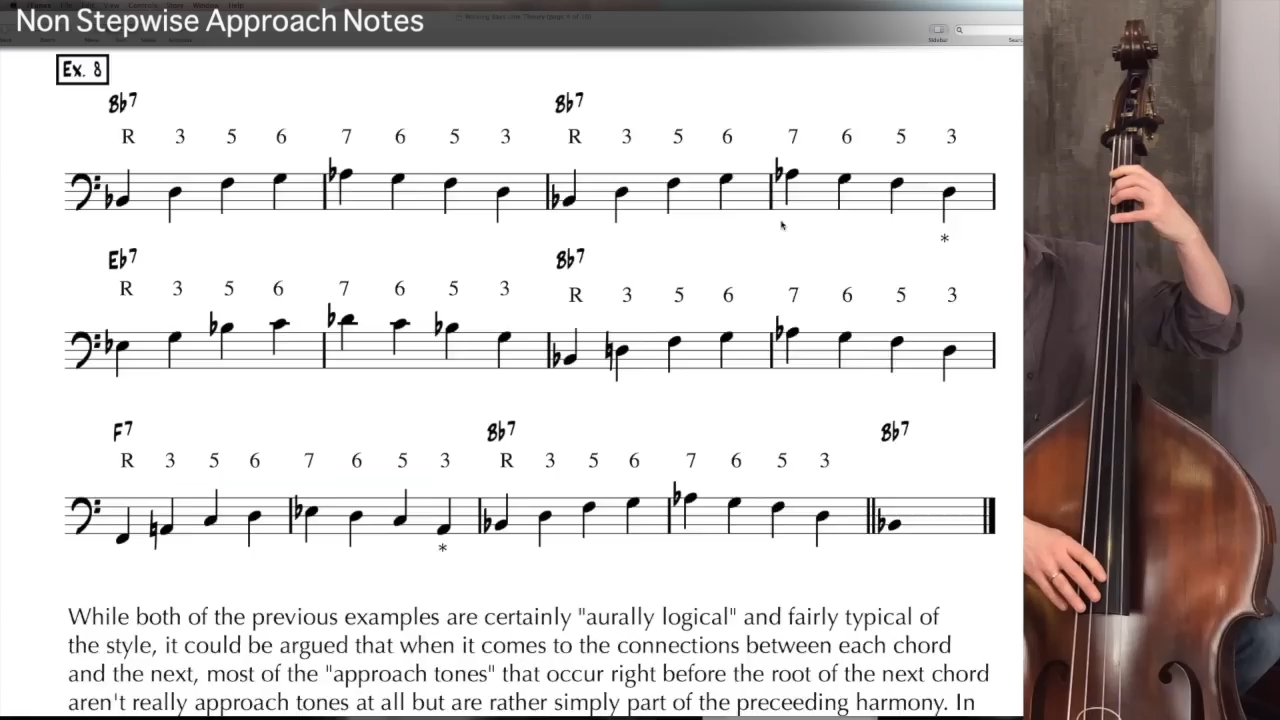 Non Stepwise Approach Notes
Ex. 8
Bb7 Bb7
R 3 5 6 7 6 5 3 R 3 5 6 7 6 5 3
*
Eb7 Bb7
R 3 5 6 7 6 5 3 R 3 5 6 7 6 5 3
F7 Bb7 Bb7
R 3 5 6 7 6 5 3 R 3 5 6 7 6 5 3
*
While both of the previous examples are certainly "aurally logical" and fairly typical of
the style, it could be argued that when it comes to the connections between each chord
and the next, most of the "approach tones" that occur right before the root of the next chord
aren't really approach tones at all but are rather simply part of the preceeding harmony. In